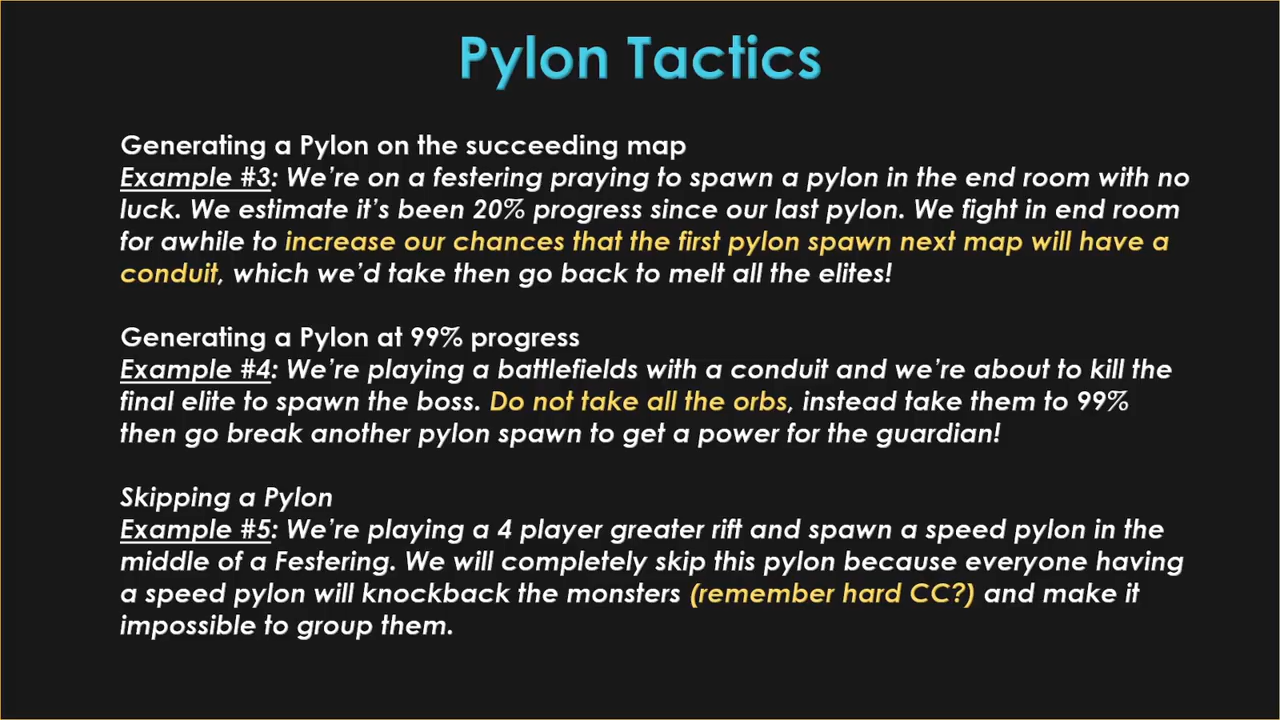 Pylon Tactics
Generating a Pylon on the succeeding map
Example #3: We're on a festering praying to spawn a pylon in the end room with no
luck. We estimate it's been 20% progress since our last pylon. We fight in end room
for awhile to increase our chances that the first pylon spawn next map will have a
conduit, which we'd take then go back to melt all the elites!
Generating a Pylon at 99% progress
Example #4: We're playing a battlefields with a conduit and we're about to kill the
final elite to spawn the boss. Do not take all the orbs, instead take them to 99%
then go break another pylon spawn to get a power for the guardian!
Skipping a Pylon
Example #5: We're playing a 4 player greater rift and spawn a speed pylon in the
middle of a Festering. We will completely skip this pylon because everyone having
a speed pylon will knockback the monsters (remember hard CC?) and make it
impossible to group them.